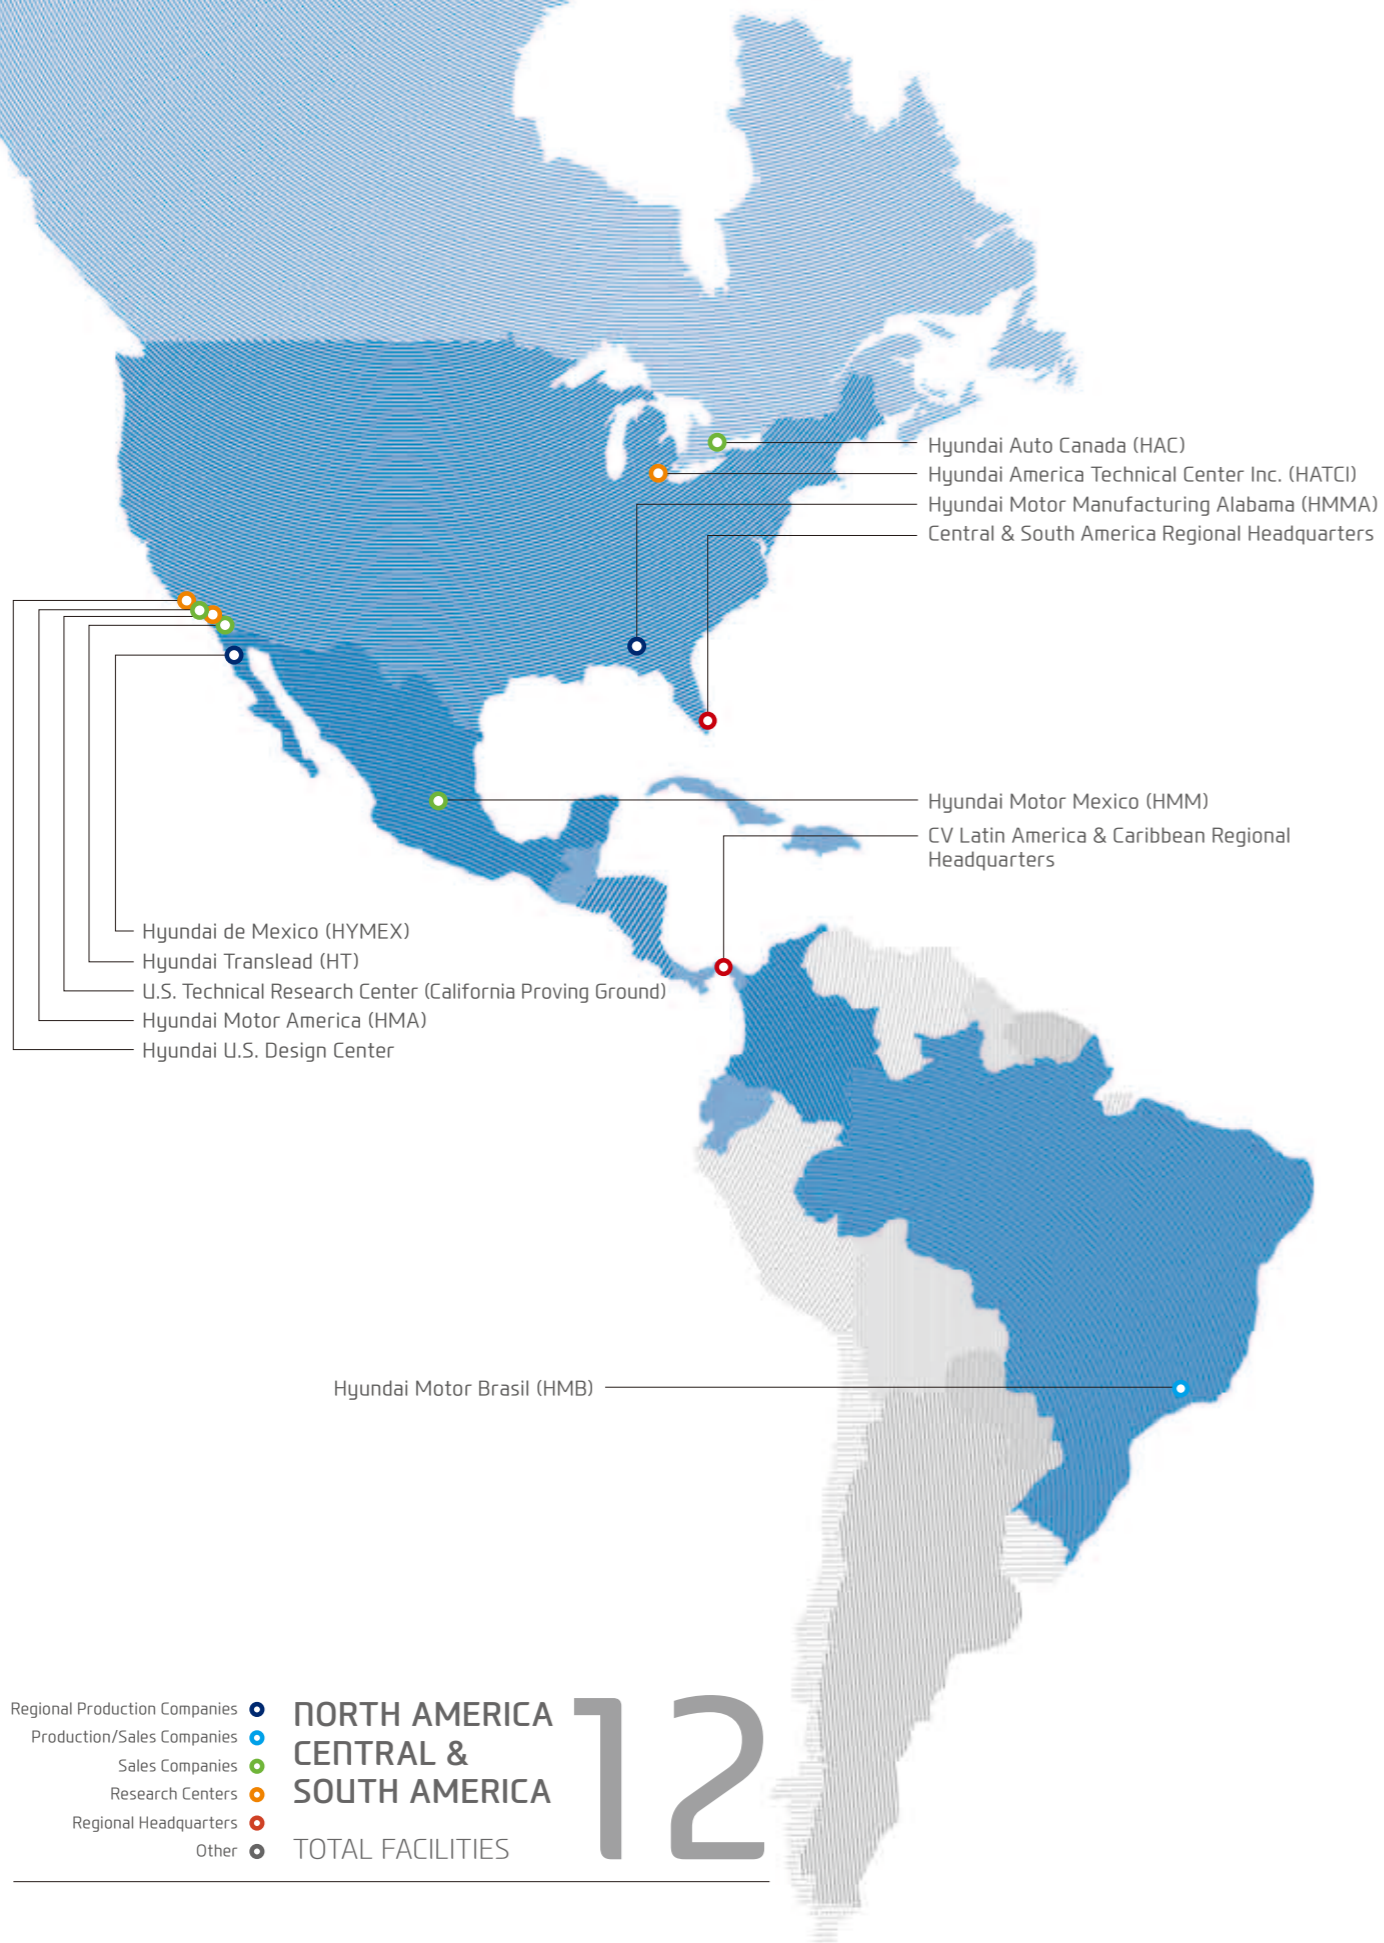 Hyundai Auto Canada (HAC)
Hyundai America Technical Center Inc. (HATCI)
Hyundai Motor Manufacturing Alabama (HMMA)
Central & South America Regional Headquarters
Hyundai Motor Mexico (HMM)
CV Latin America & Caribbean Regional
Headquarters
Hyundai de Mexico (HYMEX)
Hyundai Translead (HT)
U.S. Technical Research Center (California Proving Ground)
Hyundai Motor America (HMA)
Hyundai U.S. Design Center
Hyundai Motor Brasil (HMB)
Regional Production Companies
Production/Sales Companies
Sales Companies
Research Centers
Regional Headquarters
Other
NORTH AMERICA
CENTRAL &
SOUTH AMERICA
TOTAL FACILITIES
12